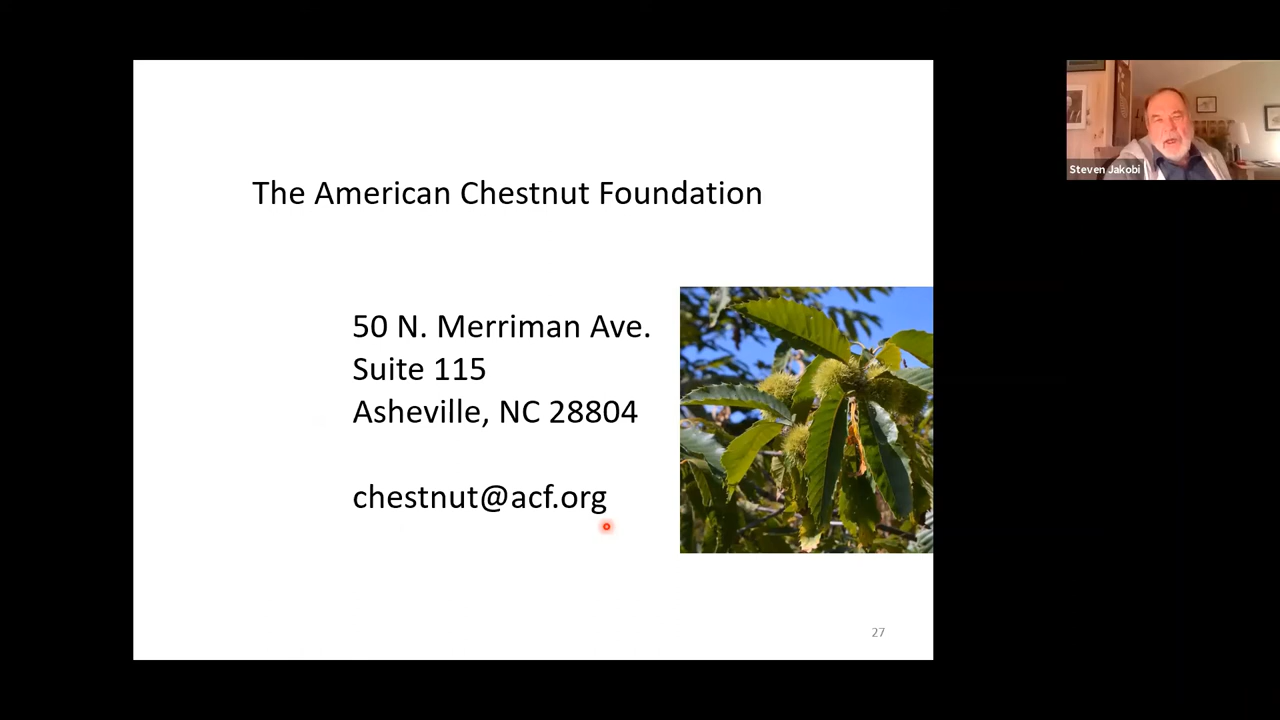 The American Chestnut Foundation
50 N. Merriman Ave.
Suite 115
Asheville, NC 28804
chestnut@acf.org
27
Steven Jakobi